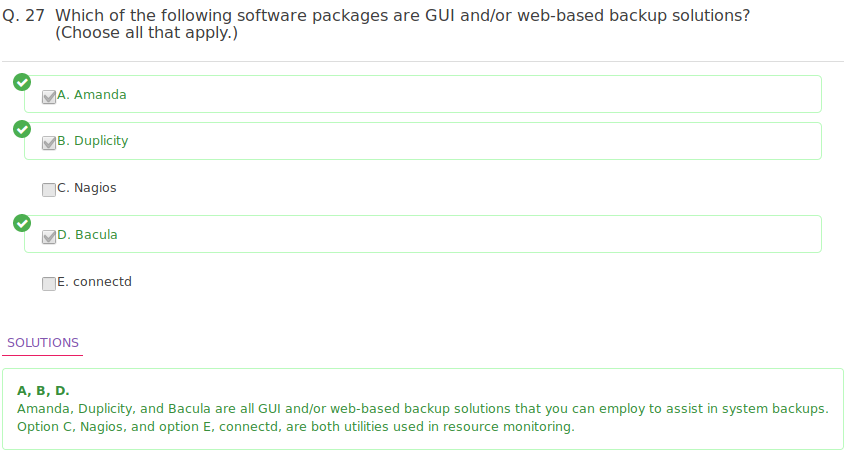 Q. 27 Which of the following software packages are GUI and/or web-based backup solutions?
(Choose all that apply.)
A. Amanda
B. Duplicity
C. Nagios
D. Bacula
E. connectd
SOLUTIONS
A, B, D.
Amanda, Duplicity, and Bacula are all GUI and/or web-based backup solutions that you can employ to assist in system backups.
Option C, Nagios, and option E, connectd, are both utilities used in resource monitoring.